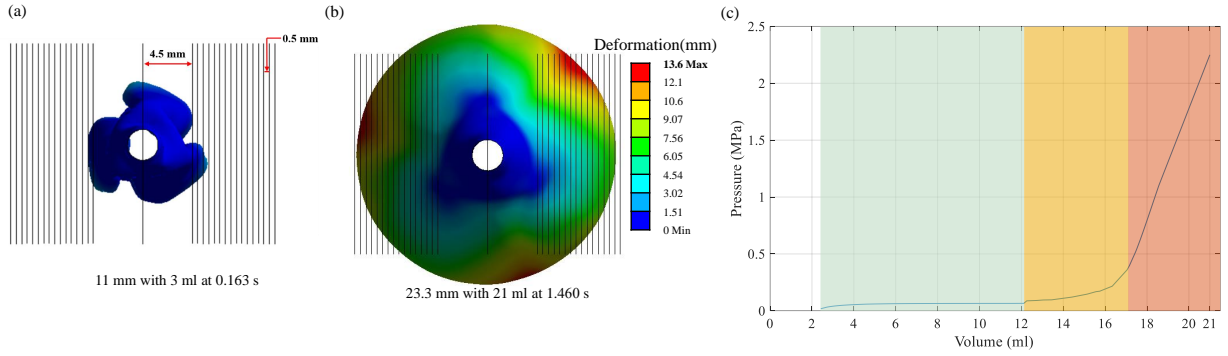 (a)
4.5 mm
0.5 mm
11 mm with 3 ml at 0.163 s
(b)
Deformation(mm)
13.6 Max
12.1
10.6
9.07
7.56
6.05
4.54
3.02
1.51
0 Min
23.3 mm with 21 ml at 1.460 s
(c)
Pressure (MPa)
2.5
2
1.5
1
0.5
0
0 2 4 6 8 10 12 14 16 18 20 21
Volume (ml)